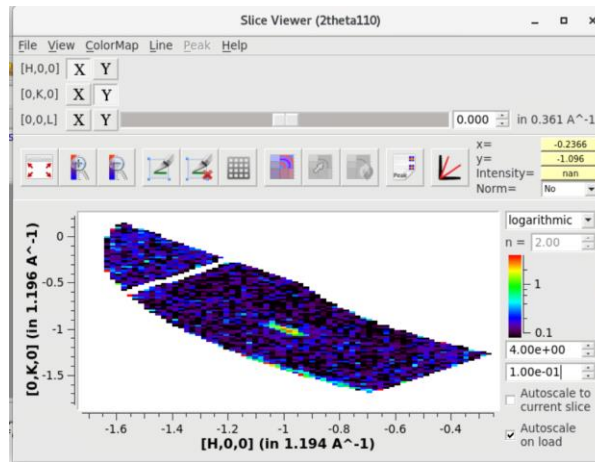 Slice Viewer (2theta110)
File View ColorMap Line Peak Help
[H,0,0] X Y
[0,K,0] X Y
[0,0,L] X Y 0.000 in 0.361 A^-1
x= -0.2366
y= -1.096
Intensity= nan
Norm= No
Peak
logarithmic
n = 2.00
1
0.1
4.00e+00
1.00e-01
Autoscale to
current slice
Autoscale
on load
[0,K,0] (in 1.196 A^-1)
0
-0.5
-1
-1.5
-1.6 -1.4 -1.2 -1 -0.8 -0.6 -0.4
[H,0,0] (in 1.194 A^-1)